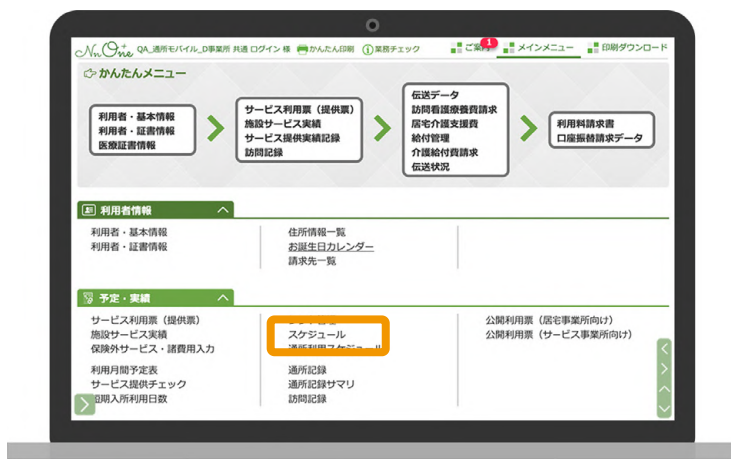 NnOne QA_通所モバイル_D事業所 共通 ログイン 様 かんたん印刷 業務チェック 1 メインメニュー 印刷ダウンロード
かんたんメニュー
利用者・基本情報
利用者・証書情報
医療証書情報
サービス利用票（提供票）
施設サービス実績
サービス提供実績記録
訪問記録
伝送データ
訪問看護療養費請求
居宅介護支援費
給付管理
介護給付費請求
伝送状況
利用料請求書
口座振替請求データ
利用者情報
利用者・基本情報
利用者・証書情報
住所情報一覧
お誕生日カレンダー
請求先一覧
予定・実績
サービス利用票（提供票）
施設サービス実績
保険外サービス・諸費用入力
利用月間予定表
サービス提供チェック
短期入所利用日数
スケジュール
通所利用スケジュール
通所記録
通所記録サマリ
訪問記録
公開利用票（居宅事業所向け）
公開利用票（サービス事業所向け）